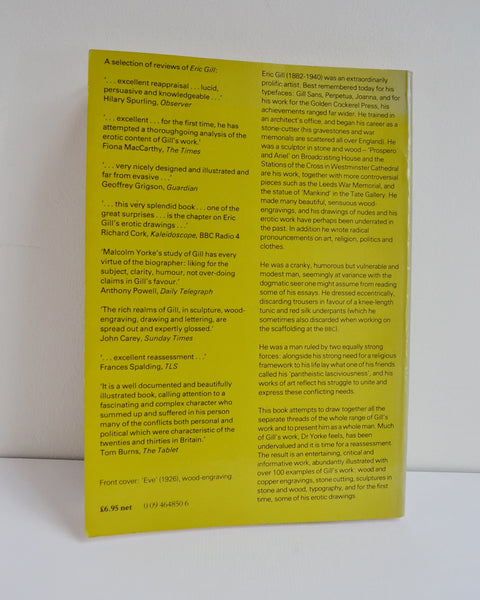 A selection of reviews of Eric Gill:
'. . . excellent reappraisal . . . lucid,
persuasive and knowledgeable . . .'
Hilary Spurling, Observer
'. . . excellent . . . for the first time, he has
attempted a thoroughgoing analysis of the
erotic content of Gill's work.'
Fiona MacCarthy, The Times
'. . . very nicely designed and illustrated and
far from evasive . . .'
Geoffrey Grigson, Guardian
'. . . this very splendid book . . . one of the
great surprises . . . is the chapter on Eric
Gill's erotic drawings . . .'
Richard Cork, Kaleidoscope, BBC Radio 4
'Malcolm Yorke's study of Gill has every
virtue of the biographer: liking for the
subject, clarity, humour, not over-doing
claims in Gill's favour.'
Anthony Powell, Daily Telegraph
'The rich realms of Gill, in sculpture, wood-
engraving, drawing and lettering, are
spread out and expertly glossed.'
John Carey, Sunday Times
'. . . excellent reassessment . . .'
Frances Spalding, TLS
'It is a well documented and beautifully
illustrated book, calling attention to a
fascinating and complex character who
summed up and suffered in his person
many of the conflicts both personal and
political which were characteristic of the
twenties and thirties in Britain.'
Tom Burns, The Tablet
Front cover: 'Eve' (1926), wood-engraving
£6.95 net 0 09 464850 6
Eric Gill (1882-1940) was an extraordinarily
prolific artist. Best remembered today for his
typefaces: Gill Sans, Perpetua, Joanna, and for
his work for the Golden Cockerel Press, his
achievements ranged far wider. He trained in
an architect's office, and began his career as a
stone-cutter (his gravestones and war
memorials are scattered all over England). He
was a sculptor in stone and wood – 'Prospero
and Ariel' on Broadcasting House and the
Stations of the Cross in Westminster Cathedral
are his work, together with more controversial
pieces such as the Leeds War Memorial, and
the statue of 'Mankind' in the Tate Gallery. He
made many beautiful, sensuous wood-
engravings, and his drawings of nudes and his
erotic work have perhaps been underrated in
the past. In addition he wrote radical
pronouncements on art, religion, politics and
clothes.
He was a cranky, humorous but vulnerable and
modest man, seemingly at variance with the
dogmatic seer one might assume from reading
some of his essays. He dressed eccentrically,
discarding trousers in favour of a knee-length
tunic and red silk underpants (which he
sometimes also discarded when working on
the scaffolding at the BBC).
He was a man ruled by two equally strong
forces: alongside his strong need for a religious
framework to his life lay what one of his friends
called his 'pantheistic lasciviousness', and his
works of art reflect his struggle to unite and
express these conflicting needs.
This book attempts to draw together all the
separate threads of the whole range of Gill's
work and to present him as a whole man. Much
of Gill's work, Dr Yorke feels, has been
undervalued and it is time for a reassessment.
The result is an entertaining, critical and
informative work, abundantly illustrated with
over 100 examples of Gill's work: wood and
copper engravings, stone cutting, sculptures in
stone and wood, typography, and for the first
time, some of his erotic drawings.